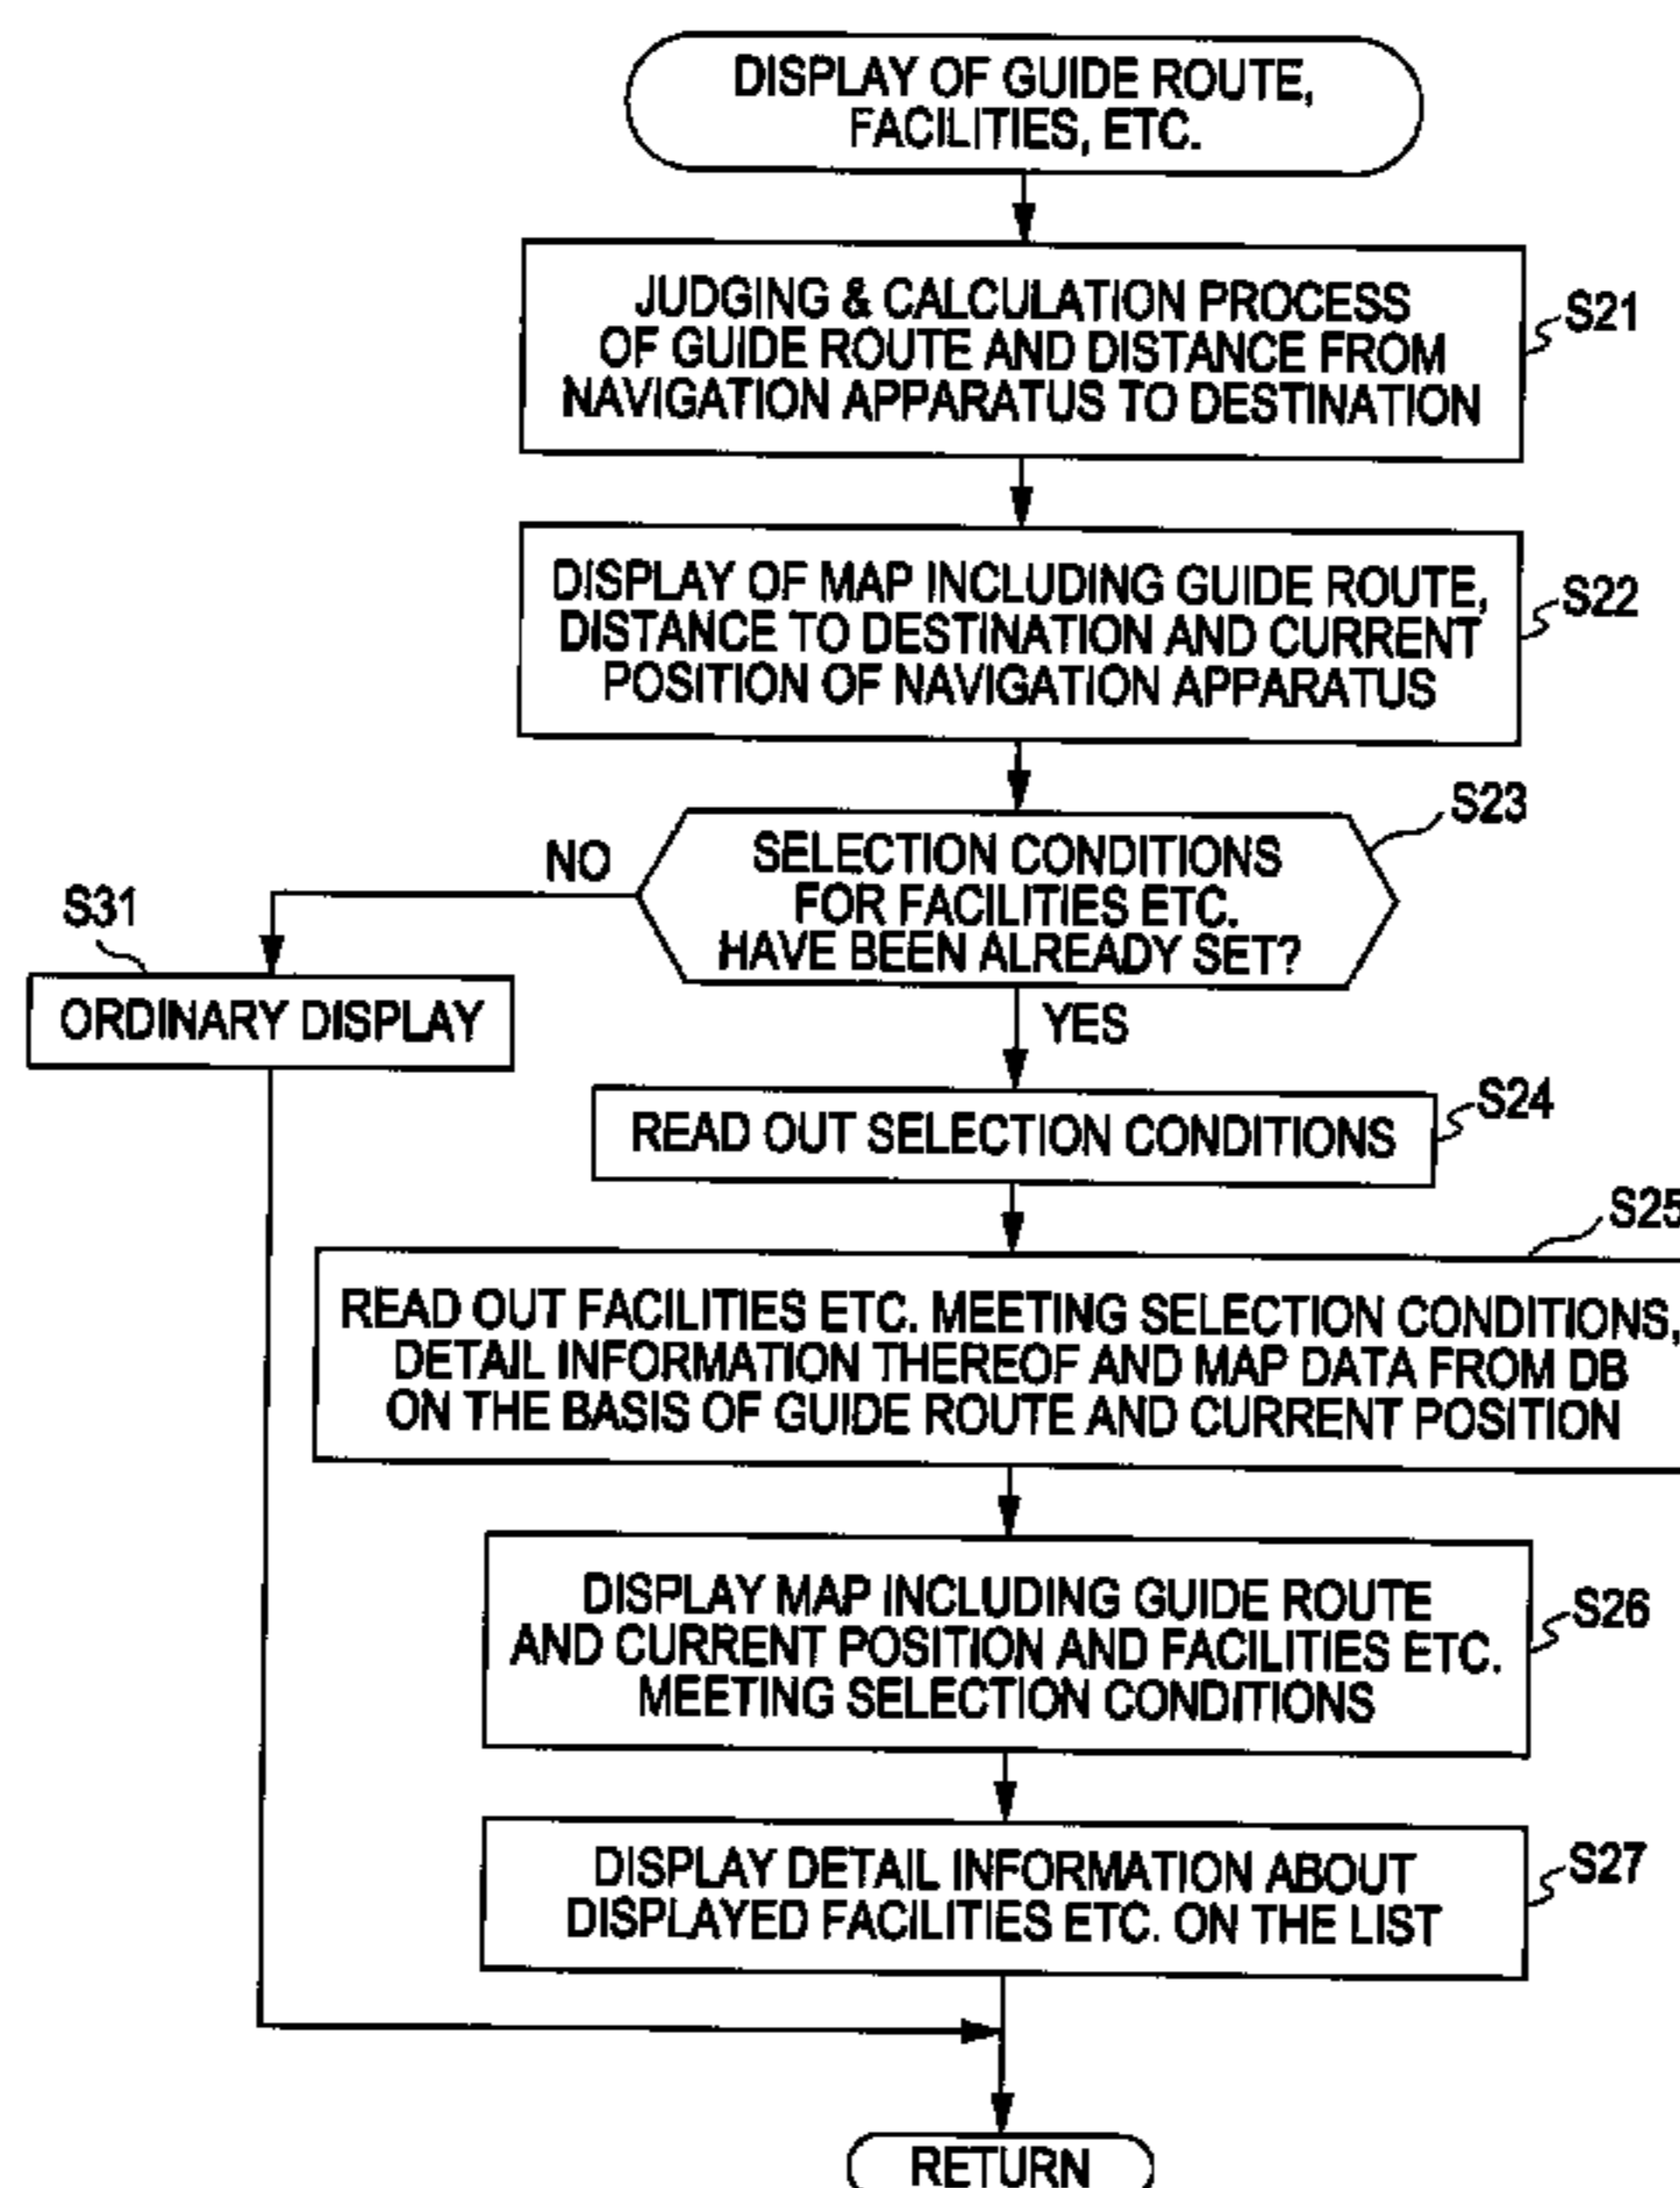 DISPLAY OF GUIDE ROUTE,
FACILITIES, ETC.
JUDGING & CALCULATION PROCESS
OF GUIDE ROUTE AND DISTANCE FROM
NAVIGATION APPARATUS TO DESTINATION
S21
DISPLAY OF MAP INCLUDING GUIDE ROUTE,
DISTANCE TO DESTINATION AND CURRENT
POSITION OF NAVIGATION APPARATUS
S22
SELECTION CONDITIONS
FOR FACILITIES ETC.
HAVE BEEN ALREADY SET?
S23
NO
S31
ORDINARY DISPLAY
YES
READ OUT SELECTION CONDITIONS
S24
S25
READ OUT FACILITIES ETC. MEETING SELECTION CONDITIONS,
DETAIL INFORMATION THEREOF AND MAP DATA FROM DB
ON THE BASIS OF GUIDE ROUTE AND CURRENT POSITION
DISPLAY MAP INCLUDING GUIDE ROUTE
AND CURRENT POSITION AND FACILITIES ETC.
MEETING SELECTION CONDITIONS
S26
DISPLAY DETAIL INFORMATION ABOUT
DISPLAYED FACILITIES ETC. ON THE LIST
S27
RETURN